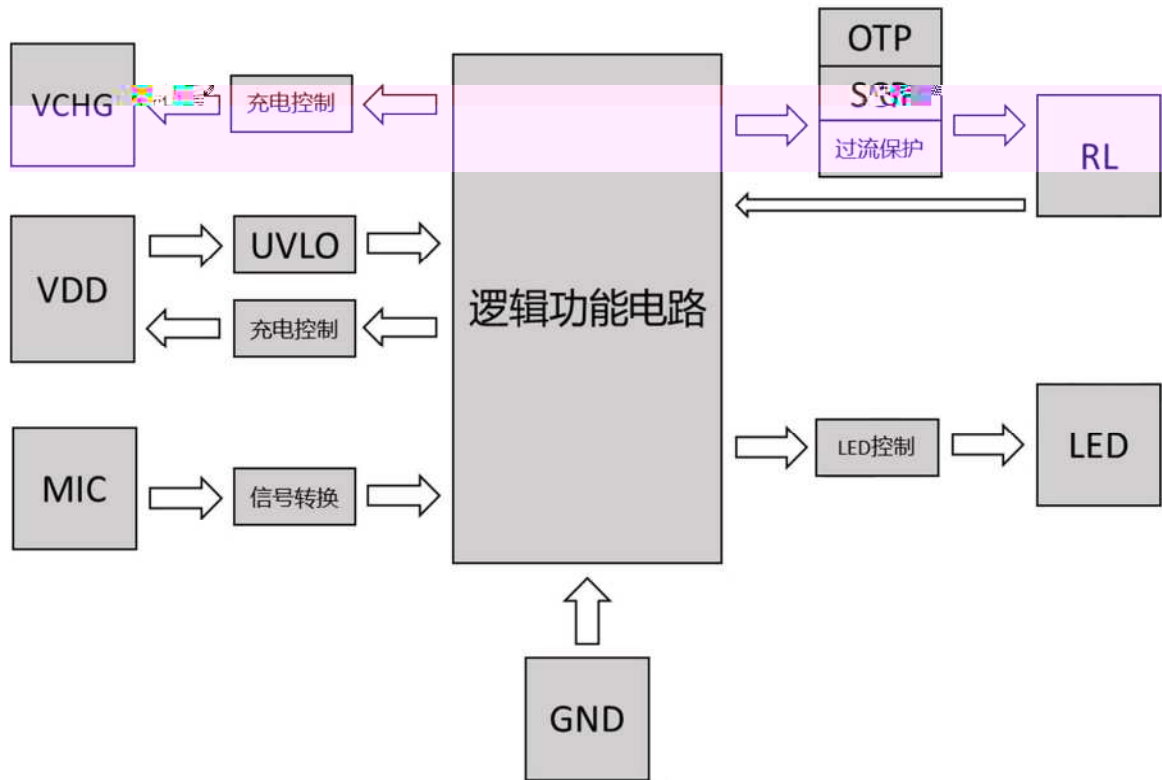 OTP
VCHG
充电控制
过流保护
RL
VDD
UVLO
充电控制
逻辑功能电路
MIC
信号转换
LED控制
LED
GND